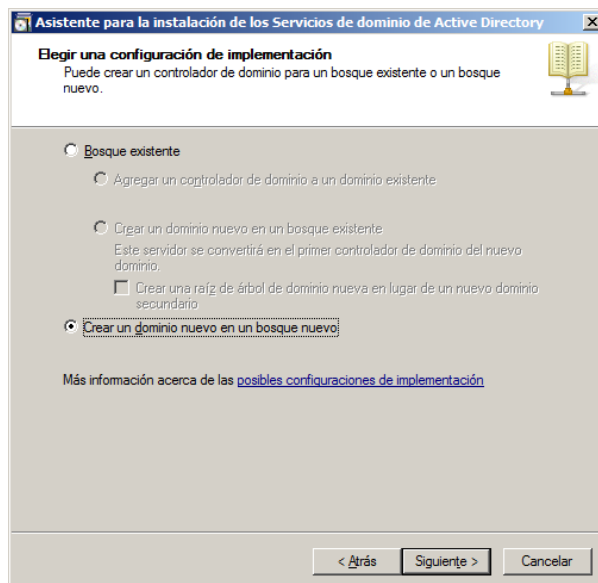 Asistente para la instalación de los Servicios de dominio de Active Directory
Elegir una configuración de implementación
Puede crear un controlador de dominio para un bosque existente o un bosque
nuevo.
Bosque existente
Agregar un controlador de dominio a un dominio existente
Crear un dominio nuevo en un bosque existente
Este servidor se convertirá en el primer controlador de dominio del nuevo
dominio.
Crear una raíz de árbol de dominio nueva en lugar de un nuevo dominio
secundario
Crear un dominio nuevo en un bosque nuevo
Más información acerca de las posibles configuraciones de implementación
< Atrás
Siguiente >
Cancelar